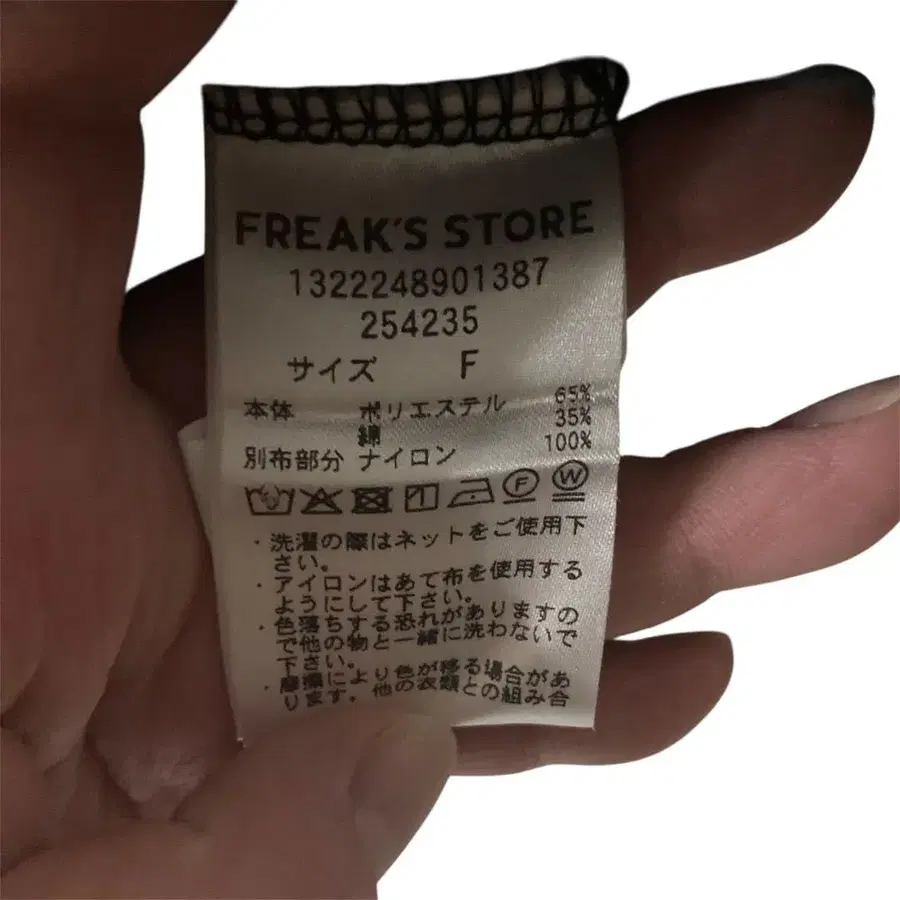 FREAK'S STORE
1322248901387
254235
サイズ F
本体 ポリエステル 65%
綿 35%
別布部分 ナイロン 100%
F W
・洗濯の際はネットをご使用下
さい。
・アイロンはあて布を使用する
ようにして下さい。
・色落ちする恐れがありますの
で他の物と一緒に洗わないで
下さい。
・摩擦により色が移る場合があ
ります。他の衣類との組み合